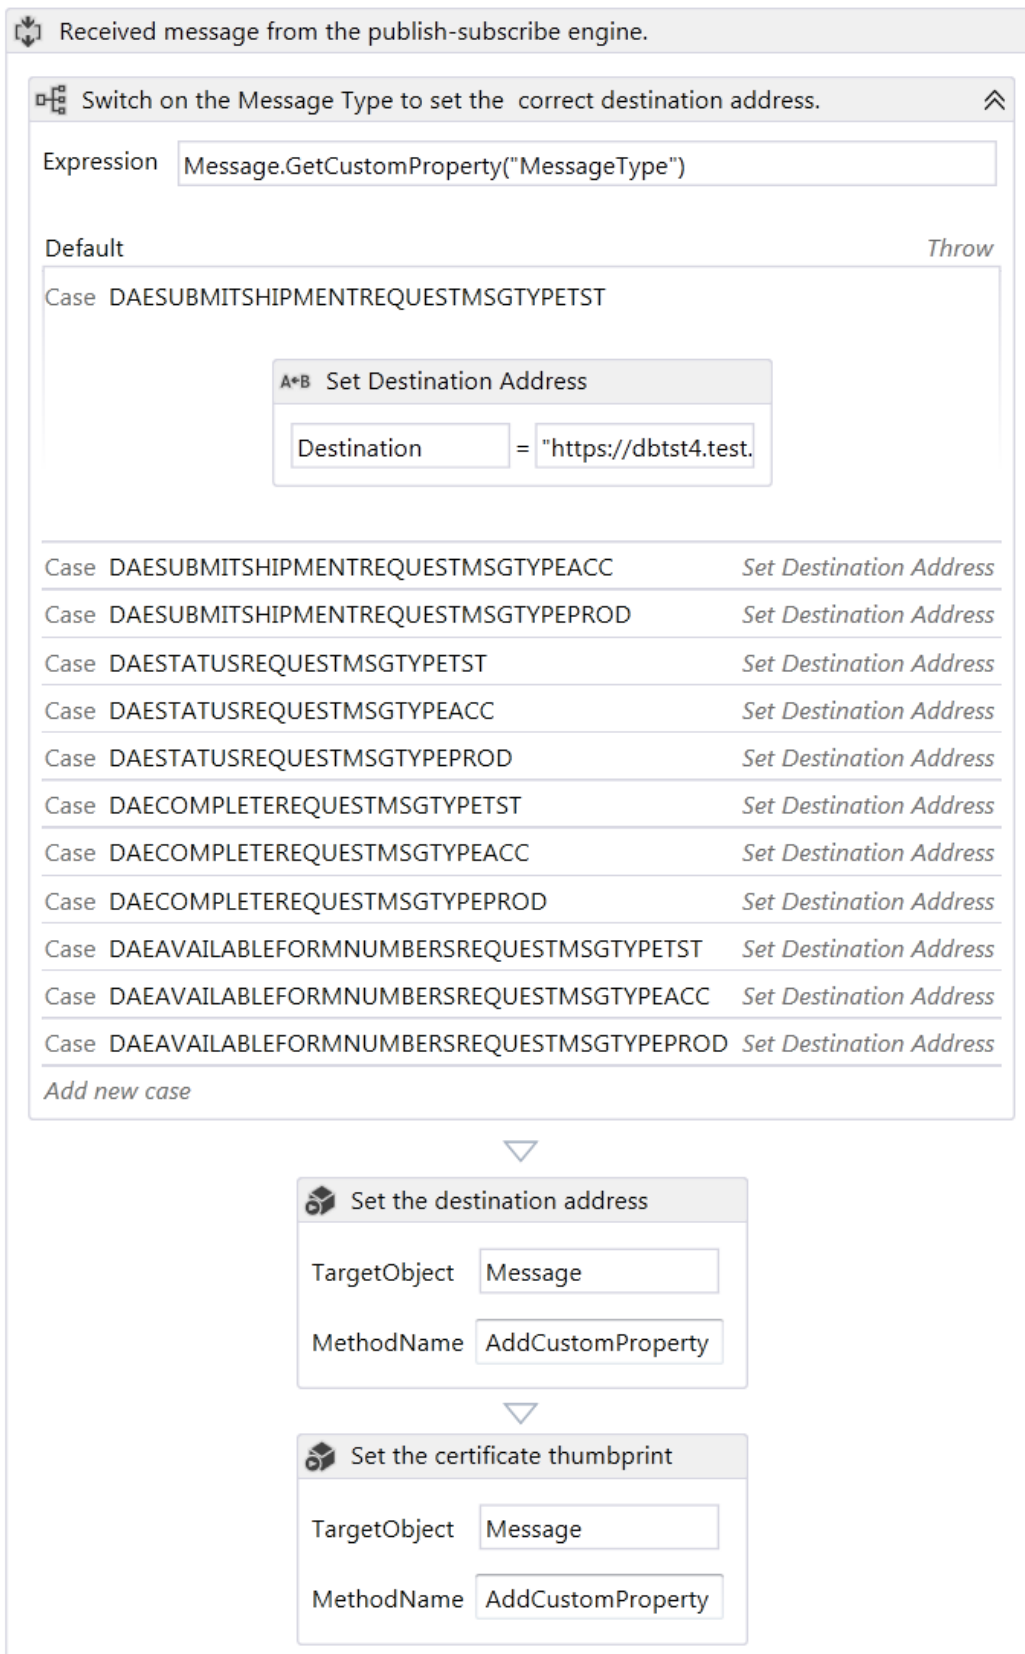 Received message from the publish-subscribe engine.
Switch on the Message Type to set the correct destination address.
Expression Message.GetCustomProperty("MessageType")
Default Throw
Case DAESUBMITSHIPMENTREQUESTMSGTYPETST
A←B Set Destination Address
Destination = "https://dbtst4.test.
Case DAESUBMITSHIPMENTREQUESTMSGTYPEACC Set Destination Address
Case DAESUBMITSHIPMENTREQUESTMSGTYPEPROD Set Destination Address
Case DAESTATUSREQUESTMSGTYPETST Set Destination Address
Case DAESTATUSREQUESTMSGTYPEACC Set Destination Address
Case DAESTATUSREQUESTMSGTYPEPROD Set Destination Address
Case DAECOMPLETEREQUESTMSGTYPETST Set Destination Address
Case DAECOMPLETEREQUESTMSGTYPEACC Set Destination Address
Case DAECOMPLETEREQUESTMSGTYPEPROD Set Destination Address
Case DAEAVAILABLEFORMNUMBERSREQUESTMSGTYPETST Set Destination Address
Case DAEAVAILABLEFORMNUMBERSREQUESTMSGTYPEACC Set Destination Address
Case DAEAVAILABLEFORMNUMBERSREQUESTMSGTYPEPROD Set Destination Address
Add new case
Set the destination address
TargetObject Message
MethodName AddCustomProperty
Set the certificate thumbprint
TargetObject Message
MethodName AddCustomProperty